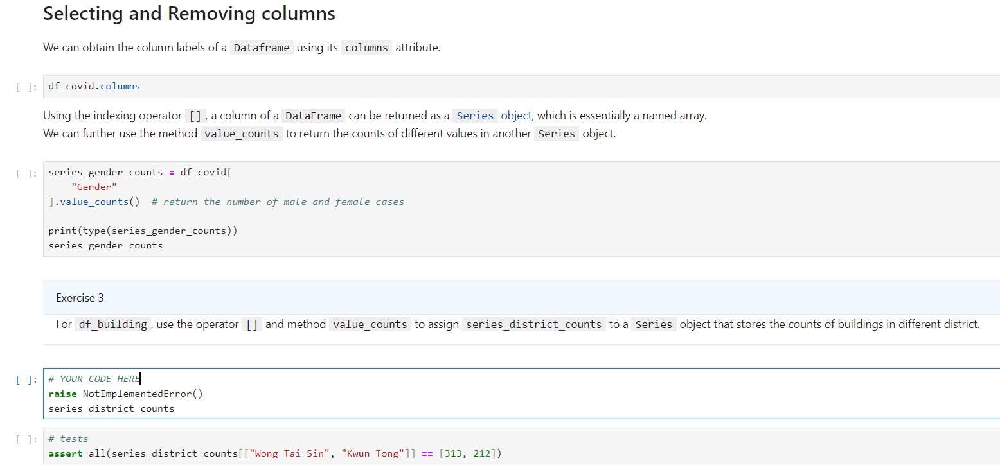 Selecting and Removing columns
We can obtain the column labels of a Dataframe using its columns attribute.
[ ]: df_covid.columns
Using the indexing operator [] , a column of a DataFrame can be returned as a Series object, which is essentially a named array.
We can further use the method value_counts to return the counts of different values in another Series object.
[ ]: series_gender_counts = df_covid[
    "Gender"
].value_counts()  # return the number of male and female cases
print(type(series_gender_counts))
series_gender_counts
Exercise 3
For df_building , use the operator [] and method value_counts to assign series_district_counts to a Series object that stores the counts of buildings in different district.
[ ]: # YOUR CODE HERE
raise NotImplementedError()
series_district_counts
[ ]: # tests
assert all(series_district_counts[["Wong Tai Sin", "Kwun Tong"]] == [313, 212])